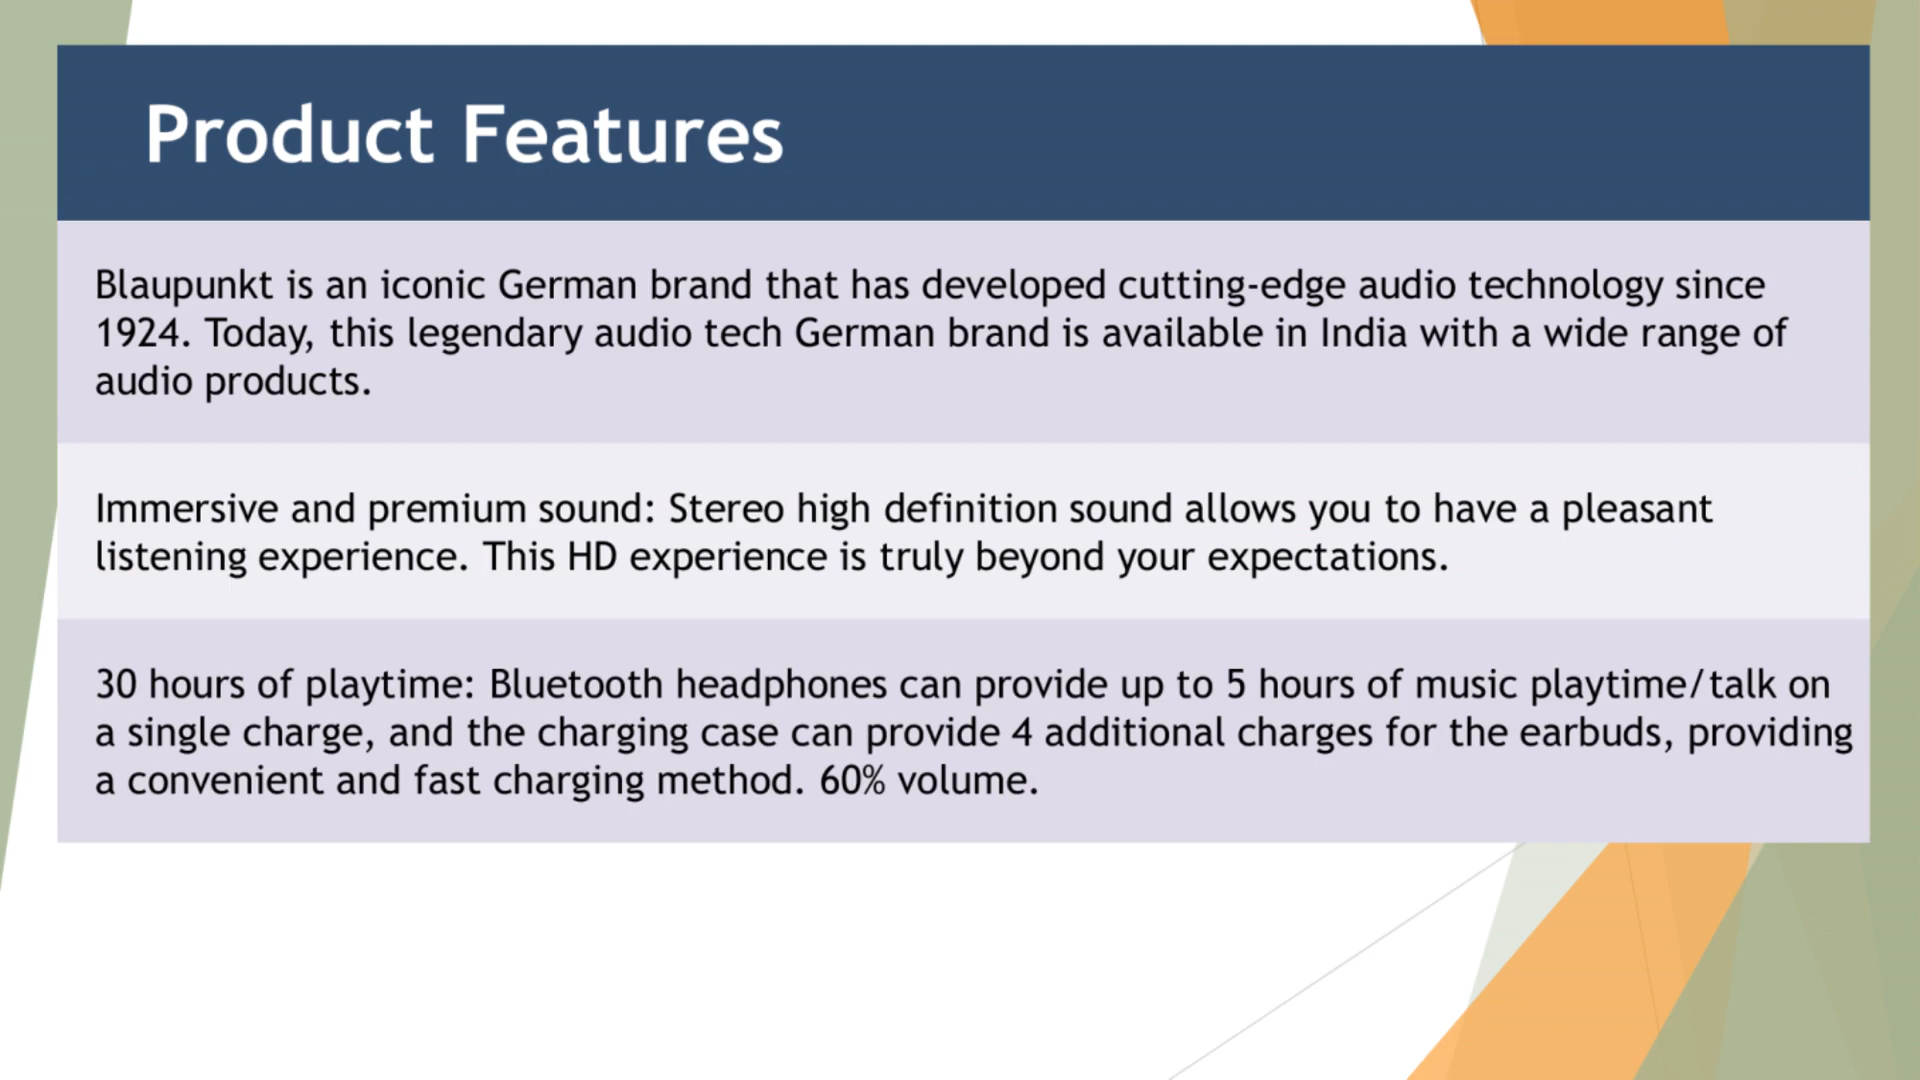 Product Features
Blaupunkt is an iconic German brand that has developed cutting-edge audio technology since
1924. Today, this legendary audio tech German brand is available in India with a wide range of
audio products.
Immersive and premium sound: Stereo high definition sound allows you to have a pleasant
listening experience. This HD experience is truly beyond your expectations.
30 hours of playtime: Bluetooth headphones can provide up to 5 hours of music playtime/talk on
a single charge, and the charging case can provide 4 additional charges for the earbuds, providing
a convenient and fast charging method. 60% volume.